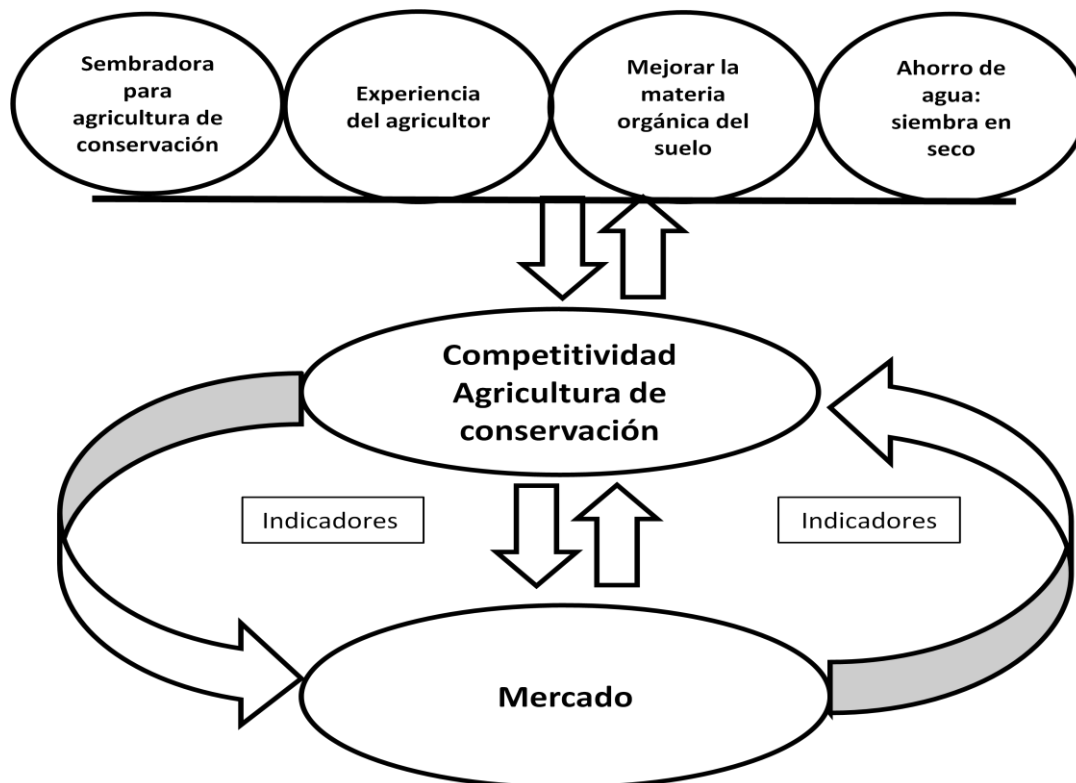 Sembradora
para
agricultura de
conservación
Experiencia
del agricultor
Mejorar la
materia
orgánica del
suelo
Ahorro de
agua:
siembra en
seco
Competitividad
Agricultura de
conservación
Indicadores
Indicadores
Mercado